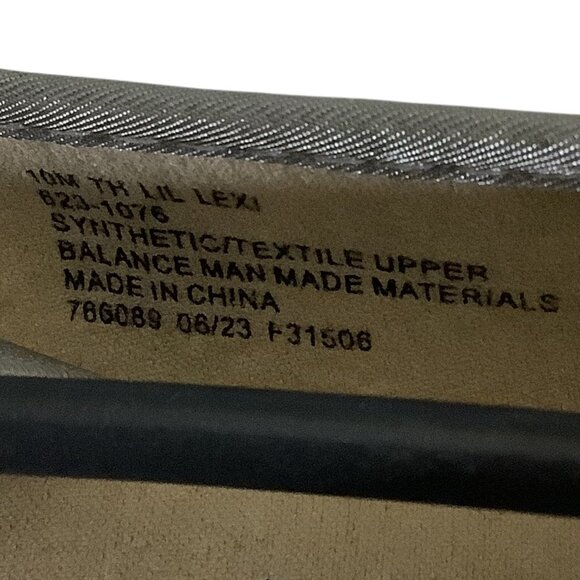 10M TH LIL LEXI
623-1076
SYNTHETIC/TEXTILE UPPER
BALANCE MAN MADE MATERIALS
MADE IN CHINA
766089 06/23 F31506